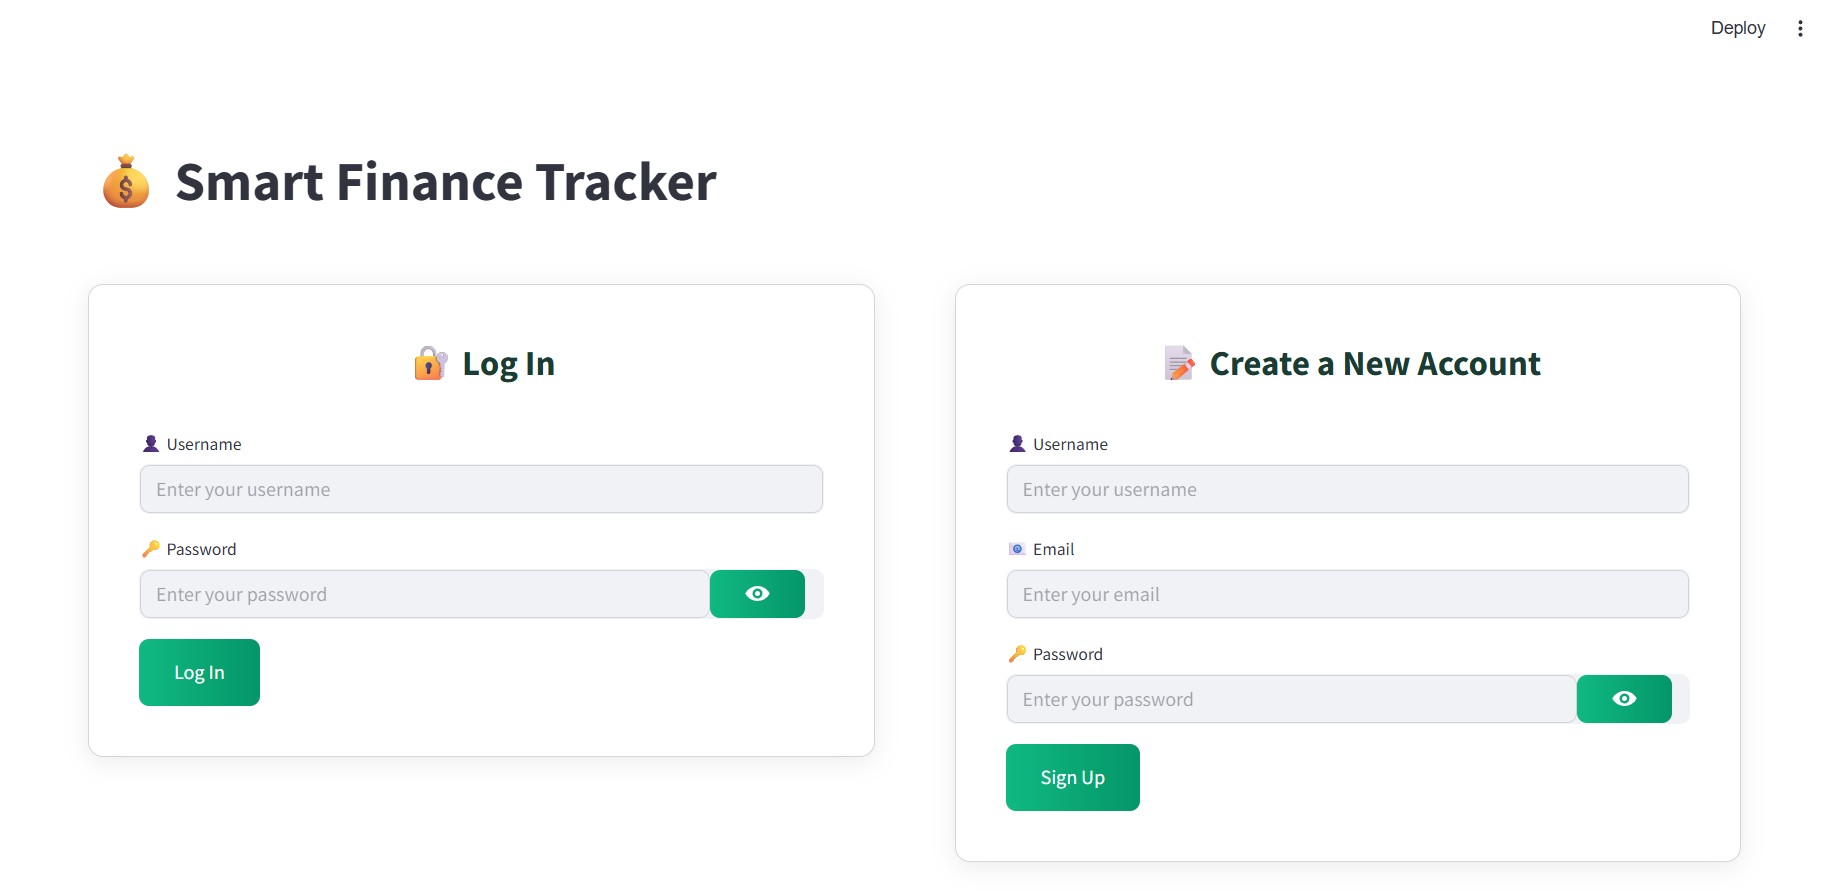 Deploy
Smart Finance Tracker
Log In
Username
Enter your username
Password
Enter your password
Log In
Create a New Account
Username
Enter your username
Email
Enter your email
Password
Enter your password
Sign Up